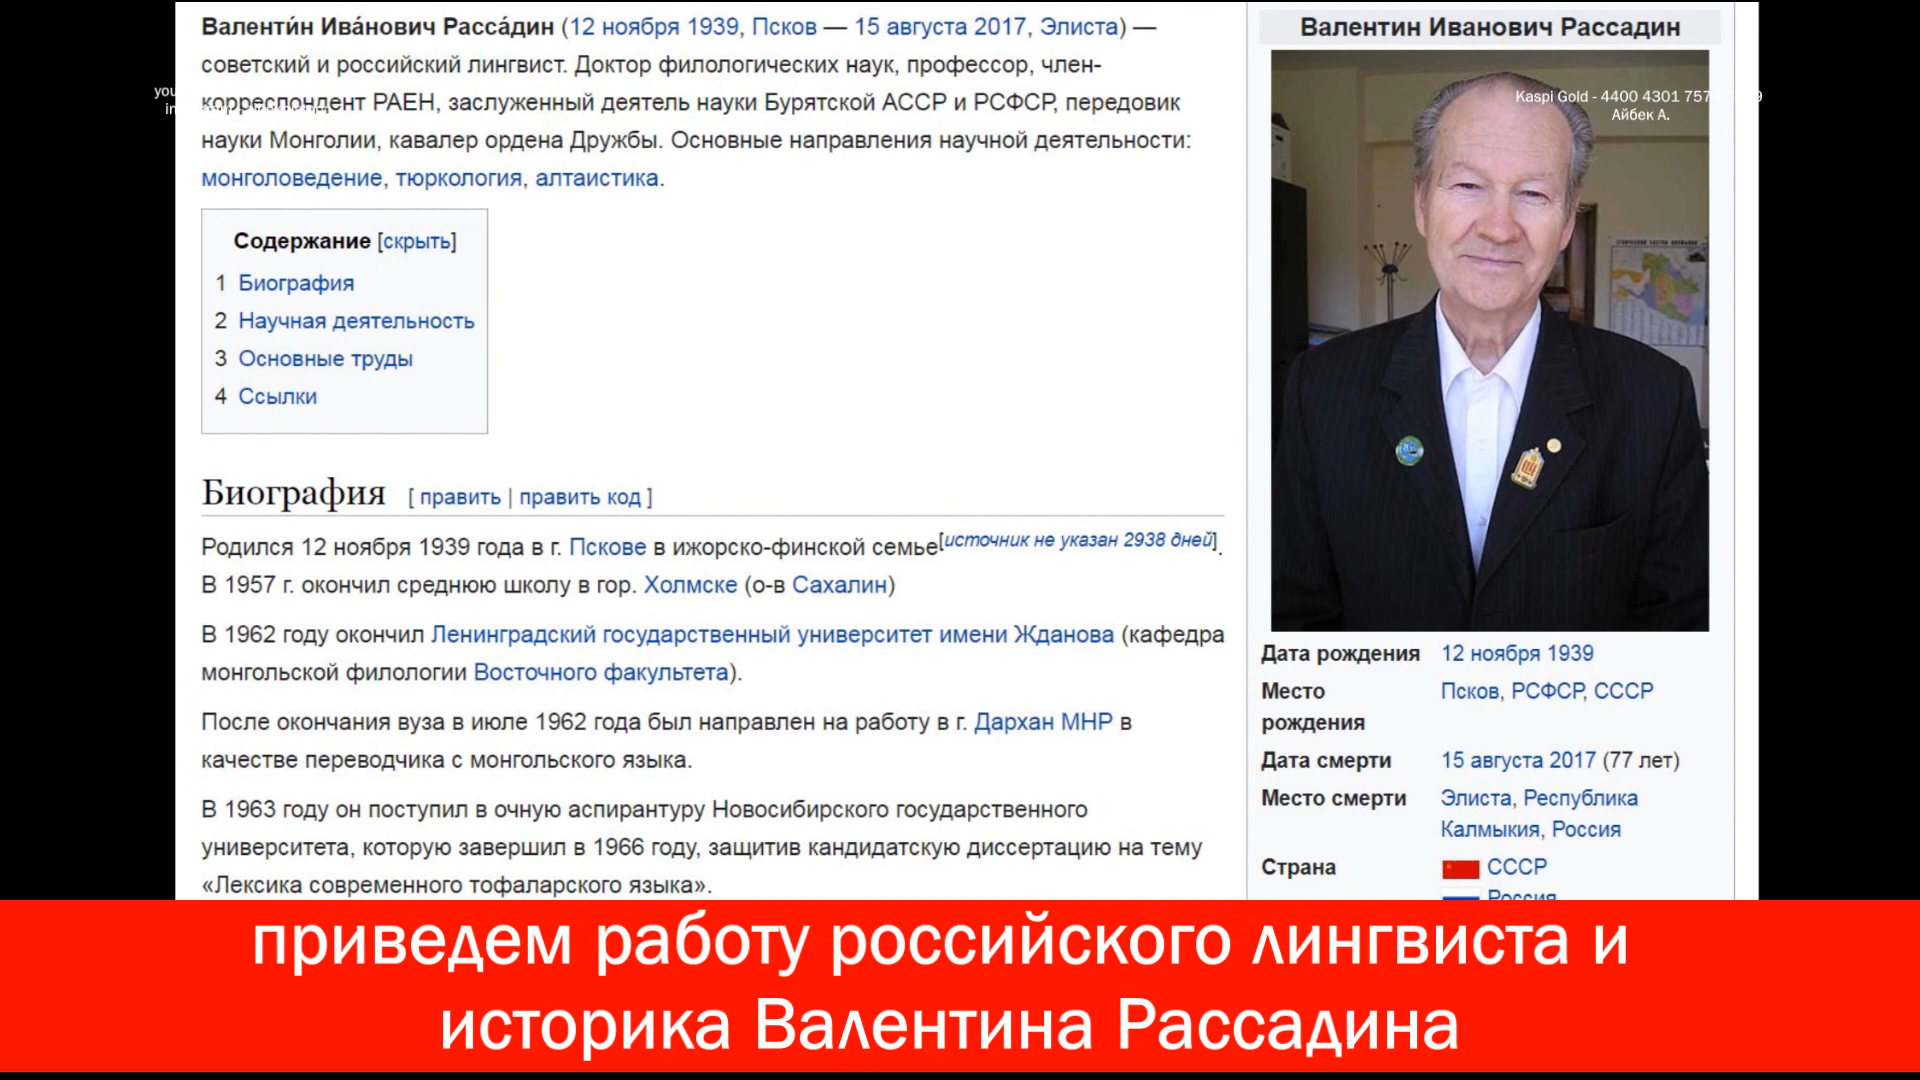 Валенти́н Ива́нович Расса́дин (12 ноября 1939, Псков — 15 августа 2017, Элиста) —
советский и российский лингвист. Доктор филологических наук, профессор, член-
корреспондент РАЕН, заслуженный деятель науки Бурятской АССР и РСФСР, передовик
науки Монголии, кавалер ордена Дружбы. Основные направления научной деятельности:
монголоведение, тюркология, алтаистика.
Содержание [скрыть]
1 Биография
2 Научная деятельность
3 Основные труды
4 Ссылки
Биография [ править | править код ]
Родился 12 ноября 1939 года в г. Пскове в ижорско-финской семье[источник не указан 2938 дней].
В 1957 г. окончил среднюю школу в гор. Холмске (о-в Сахалин)
В 1962 году окончил Ленинградский государственный университет имени Жданова (кафедра
монгольской филологии Восточного факультета).
После окончания вуза в июле 1962 года был направлен на работу в г. Дархан МНР в
качестве переводчика с монгольского языка.
В 1963 году он поступил в очную аспирантуру Новосибирского государственного
университета, которую завершил в 1966 году, защитив кандидатскую диссертацию на тему
«Лексика современного тофаларского языка».
Валентин Иванович Рассадин
Kaspi Gold - 4400 4301
Айбек А.
Дата рождения 12 ноября 1939
Место Псков, РСФСР, СССР
рождения
Дата смерти 15 августа 2017 (77 лет)
Место смерти Элиста, Республика
Калмыкия, Россия
Страна СССР
Россия
приведем работу российского лингвиста и
историка Валентина Рассадина